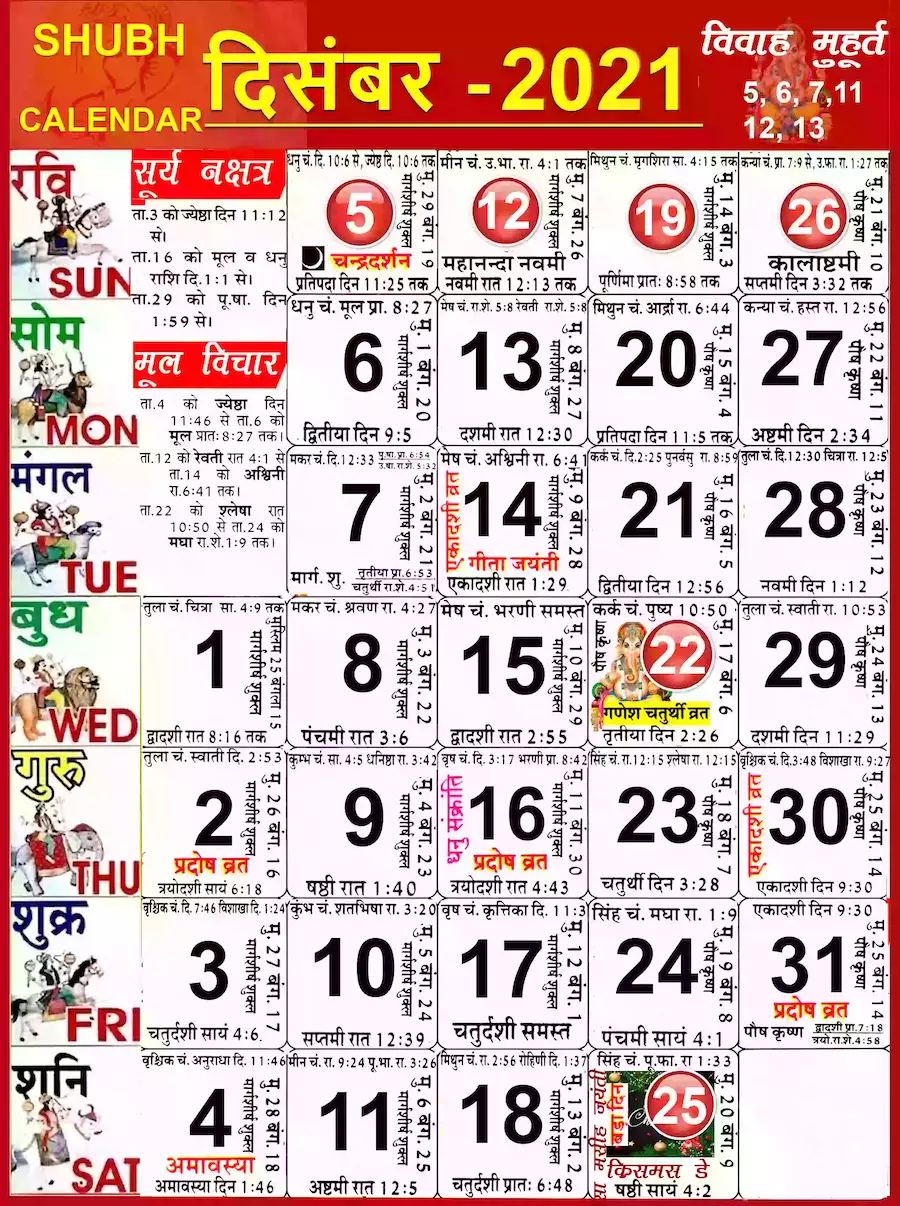 SHUBH
CALENDAR
दिसंबर - 2021
विवाह मुहूर्त
5, 6, 7,11
12, 13
रवि
SUN
सूर्य नक्षत्र
ता.3 को ज्येष्ठा दिन 11:12
से।
ता.16 को मूल व धनु
राशि दि.1:1 से।
ता.29 को पू.षा. दिन
1:59 से।
धनु चं. दि. 10:6 से, ज्येष्ठ दि. 10:6 तक
5
मु. 29 बंग. 19
मार्गशीर्ष शुक्ल
चन्द्रदर्शन
प्रतिपदा दिन 11:25 तक
मीन चं. उ.भा. रा. 4:1 तक
12
मु. 7 बंग. 26
मार्गशीर्ष शुक्ल
महानन्दा नवमी
नवमी रात 12:13 तक
मिथुन चं. मृगशिरा सा. 4:15 तक
19
मु. 14 बंग. 3
मार्गशीर्ष शुक्ल
पूर्णिमा प्रात: 8:58 तक
कन्या चं. प्रा. 7:9 से, उ.फा. रा. 1:27 तक
26
मु. 21 बंग. 10
पौष कृष्ण
कालाष्टमी
सप्तमी दिन 3:32 तक
सोम
MON
मूल विचार
ता.4 को ज्येष्ठा दिन
11:46 से ता.6 को
मूल प्रात: 8:27 तक।
ता.12 को रेवती रात 4:1 से
ता.14 को अश्विनी
रा.6:41 तक।
ता.22 को श्लेषा रात
10:50 से ता.24 को
मघा रा.शे.1:9 तक।
धनु चं. मूल प्रा. 8:27
6
मु. 1 बंग. 20
मार्गशीर्ष शुक्ल
द्वितीया दिन 9:5
मेष चं. रा.शे. 5:8 रेवती रा.शे. 5:8
13
मु. 8 बंग. 27
मार्गशीर्ष शुक्ल
दशमी रात 12:30
मिथुन चं. आर्द्रा रा. 6:44
20
मु. 15 बंग. 4
पौष कृष्ण
प्रतिपदा दिन 11:5 तक
कन्या चं. हस्त रा. 12:56
27
मु. 22 बंग. 11
पौष कृष्ण
अष्टमी दिन 2:34
मंगल
TUE
मकर चं. दि. 12:33 पू.षा. प्रा. 6:54
उ.षा. रा.शे. 5:32
7
मु. 2 बंग. 21
मार्गशीर्ष शुक्ल
मार्ग. शु. तृतीया प्रा. 6:53
चतुर्थी रा.शे. 4:51
मेष चं. अश्विनी रा. 6:41
एकादशी व्रत
14
मु. 9 बंग. 28
मार्गशीर्ष शुक्ल
गीता जयंती
एकादशी रात 1:29
कर्क चं. दि. 2:25 पुनर्वसु रा. 8:59
21
मु. 16 बंग. 5
पौष कृष्ण
द्वितीया दिन 12:56
तुला चं. दि. 12:30 चित्रा रा. 12:5
28
मु. 23 बंग. 12
पौष कृष्ण
नवमी दिन 1:12
बुध
WED
तुला चं. चित्रा सा. 4:9 तक
1
मुस्लिम 25 बंगला 15
मार्गशीर्ष शुक्ल
द्वादशी रात 8:16 तक
मकर चं. श्रवण रा. 4:27
8
मु. 3 बंग. 22
मार्गशीर्ष शुक्ल
पंचमी रात 3:6
मेष चं. भरणी समस्त
15
मु. 10 बंग. 29
मार्गशीर्ष शुक्ल
द्वादशी रात 2:55
कर्क चं. पुष्य 10:50
पौष कृष्ण
22
मु. 17 बंग. 6
गणेश चतुर्थी व्रत
तृतीया दिन 2:26
तुला चं. स्वाती रा. 10:53
29
मु. 24 बंग. 13
पौष कृष्ण
दशमी दिन 11:29
गुरु
THU
तुला चं. स्वाती दि. 2:53
2
मु. 26 बंग. 16
मार्गशीर्ष शुक्ल
प्रदोष व्रत
त्रयोदशी सायं 6:18
कुम्भ चं. सा. 4:5 धनिष्ठा रा. 3:42
9
मु. 4 बंग. 23
मार्गशीर्ष शुक्ल
षष्ठी रात 1:40
वृष चं. दि. 3:17 भरणी प्रा. 8:42
धनु संक्रांति
16
मु. 11 बंग. 30
मार्गशीर्ष शुक्ल
प्रदोष व्रत
त्रयोदशी रात 4:43
सिंह चं. रा. 12:15 श्लेषा रा. 12:15
23
मु. 18 बंग. 7
पौष कृष्ण
चतुर्थी दिन 3:28
वृश्चिक चं. दि. 3:48 विशाखा रा. 9:27
एकादशी व्रत
30
मु. 25 बंग. 14
पौष कृष्ण
एकादशी दिन 9:30
शुक्र
FRI
वृश्चिक चं. दि. 7:46 विशाखा दि. 1:24
3
मु. 27 बंग. 17
मार्गशीर्ष शुक्ल
चतुर्दशी सायं 4:6.
कुंभ चं. शतभिषा रा. 3:20
10
मु. 5 बंग. 24
मार्गशीर्ष शुक्ल
सप्तमी रात 12:39
वृष चं. कृत्तिका दि. 11:3
17
मु. 12 बंग. 1
मार्गशीर्ष शुक्ल
चतुर्दशी समस्त
सिंह चं. मघा रा. 1:9
24
मु. 19 बंग. 8
पौष कृष्ण
पंचमी सायं 4:1
एकादशी दिन 9:30
31
मु. 25 बंग. 14
पौष कृष्ण
प्रदोष व्रत
पौष कृष्ण द्वादशी प्रा. 7:18
त्रयो.रा.शे. 4:58
शनि
SAT
वृश्चिक चं. अनुराधा दि. 11:46
4
मु. 28 बंग. 18
मार्गशीर्ष शुक्ल
अमावस्या
अमावस्या दिन 1:46
मीन चं. रा. 9:24 पू.भा. रा. 3:26
11
मु. 6 बंग. 25
मार्गशीर्ष शुक्ल
अष्टमी रात 12:5
मिथुन चं. रा. 2:56 रोहिणी दि. 1:37
18
मु. 13 बंग. 2
मार्गशीर्ष शुक्ल
चतुर्दशी प्रात: 6:48
सिंह चं. पू.फा. रा 1:33
सा मसीह जयंती
बड़ा दिन
25
मु. 20 बंग. 9
क्रिसमस डे
षष्ठी सायं 4:2